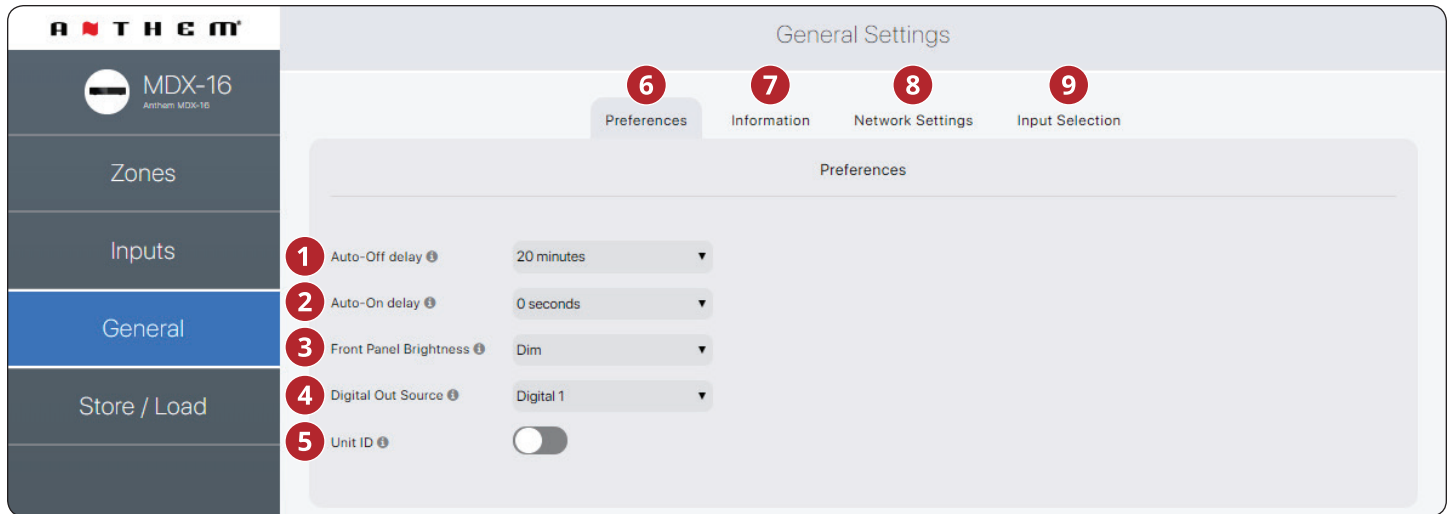 ANTHEM
MDX-16
Anthem MDX-16
Zones
Inputs
General
Store / Load
General Settings
6 7 8 9
Preferences Information Network Settings Input Selection
Preferences
1 Auto-Off delay 20 minutes
2 Auto-On delay 0 seconds
3 Front Panel Brightness Dim
4 Digital Out Source Digital 1
5 Unit ID